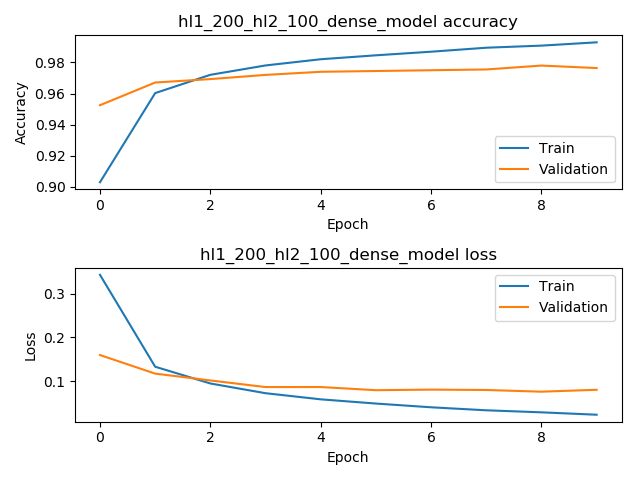 hl1_200_hl2_100_dense_model accuracy
0.98
0.96
0.94
0.92
0.90
Accuracy
Train
Validation
0 2 4 6 8
Epoch
hl1_200_hl2_100_dense_model loss
0.3
0.2
0.1
Loss
Train
Validation
0 2 4 6 8
Epoch